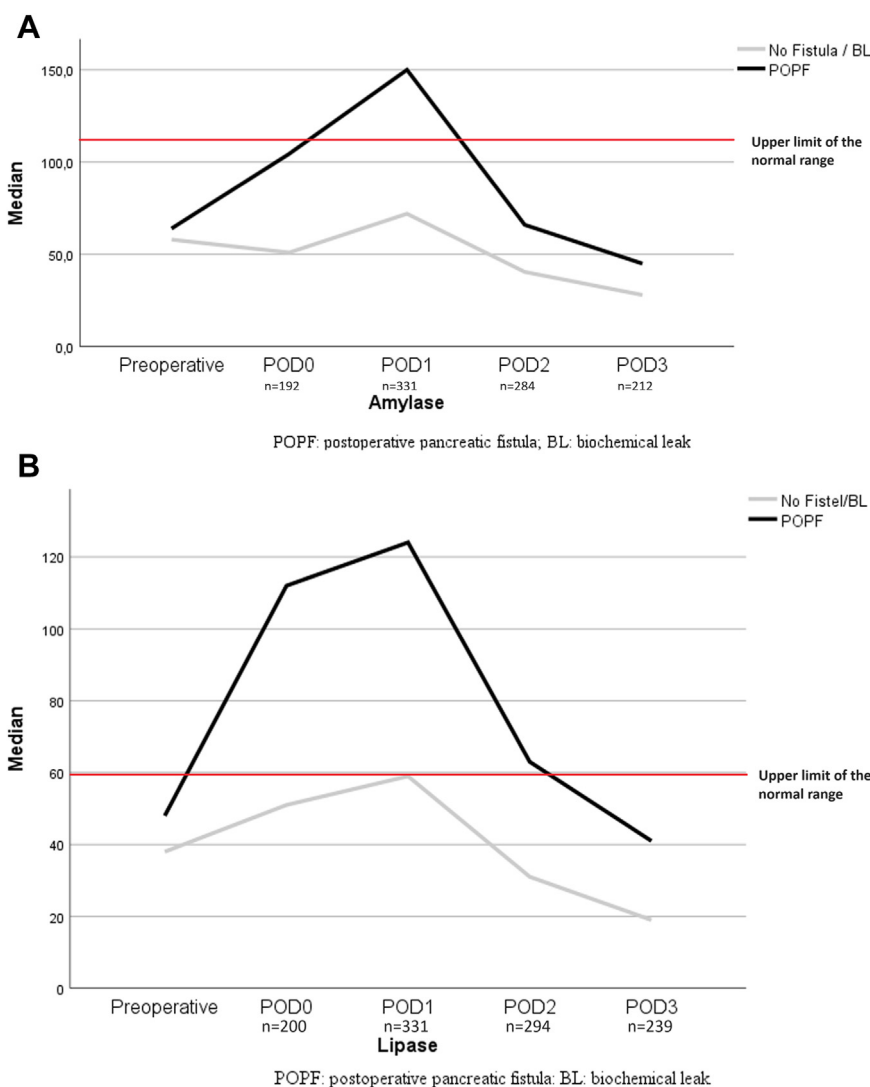 A
No Fistula / BL
POPF
150,0
Upper limit of the
normal range
100,0
Median
50,0
0,0
Preoperative POD0 POD1 POD2 POD3
n=192 n=331 n=284 n=212
Amylase
POPF: postoperative pancreatic fistula; BL: biochemical leak
B
No Fistel/BL
POPF
120
100
80
Median
60
Upper limit of the
normal range
40
20
0
Preoperative POD0 POD1 POD2 POD3
n=200 n=331 n=294 n=239
Lipase
POPF: postoperative pancreatic fistula: BL: biochemical leak